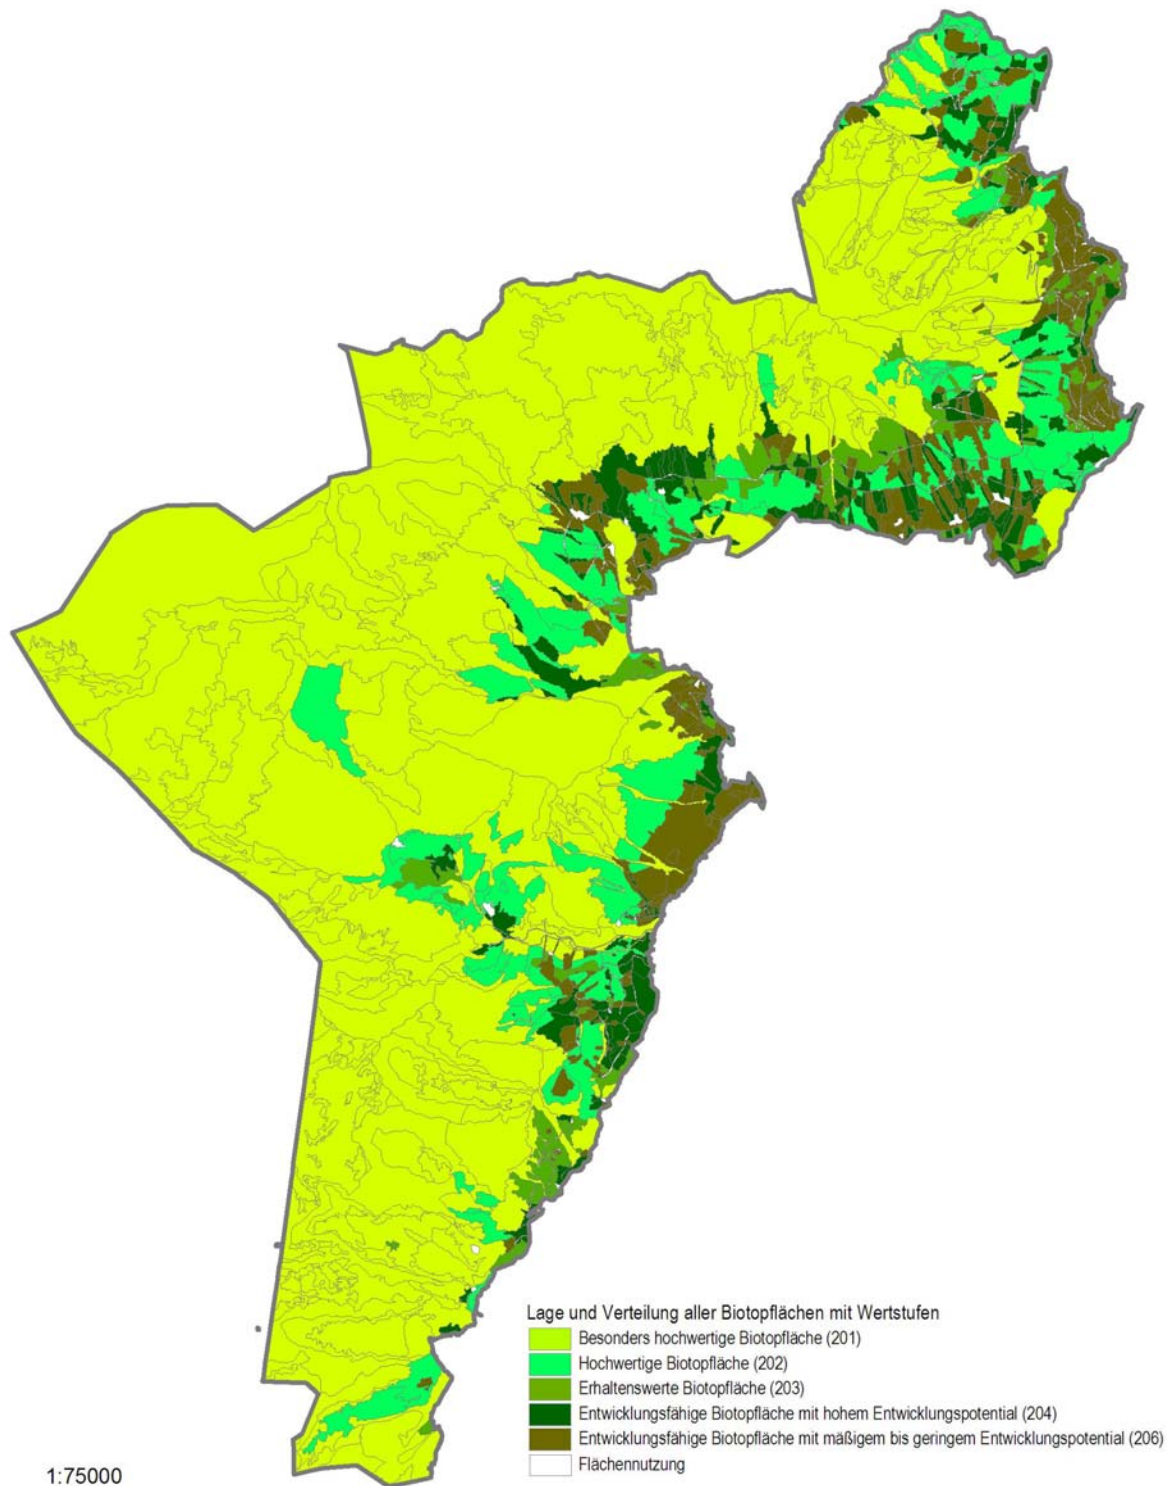 Lage und Verteilung aller Biotopflächen mit Wertstufen
Besonders hochwertige Biotopfläche (201)
Hochwertige Biotopfläche (202)
Erhaltenswerte Biotopfläche (203)
Entwicklungsfähige Biotopfläche mit hohem Entwicklungspotential (204)
Entwicklungsfähige Biotopfläche mit mäßigem bis geringem Entwicklungspotential (206)
Flächennutzung
1:75000